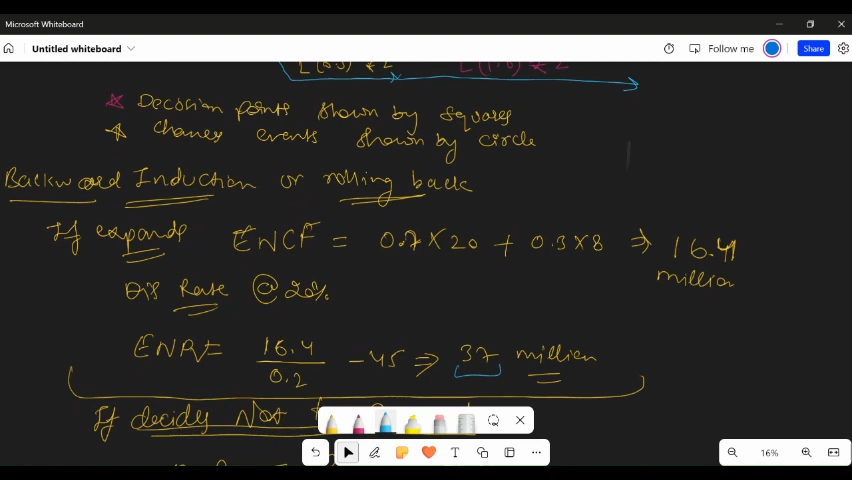 Microsoft Whiteboard
Untitled whiteboard
Follow me
Share
L
* Decision points shown by squares
* chances events shown by circle
Backward Induction or rolling back
If expands ENCF = 0.7 × 20 + 0.3 × 8 ⇒ 16.4
million
Dis Rate @ 20%
ENPV = 16.4 / 0.2 - 45 ⇒ 37 million
If decides Not
16%